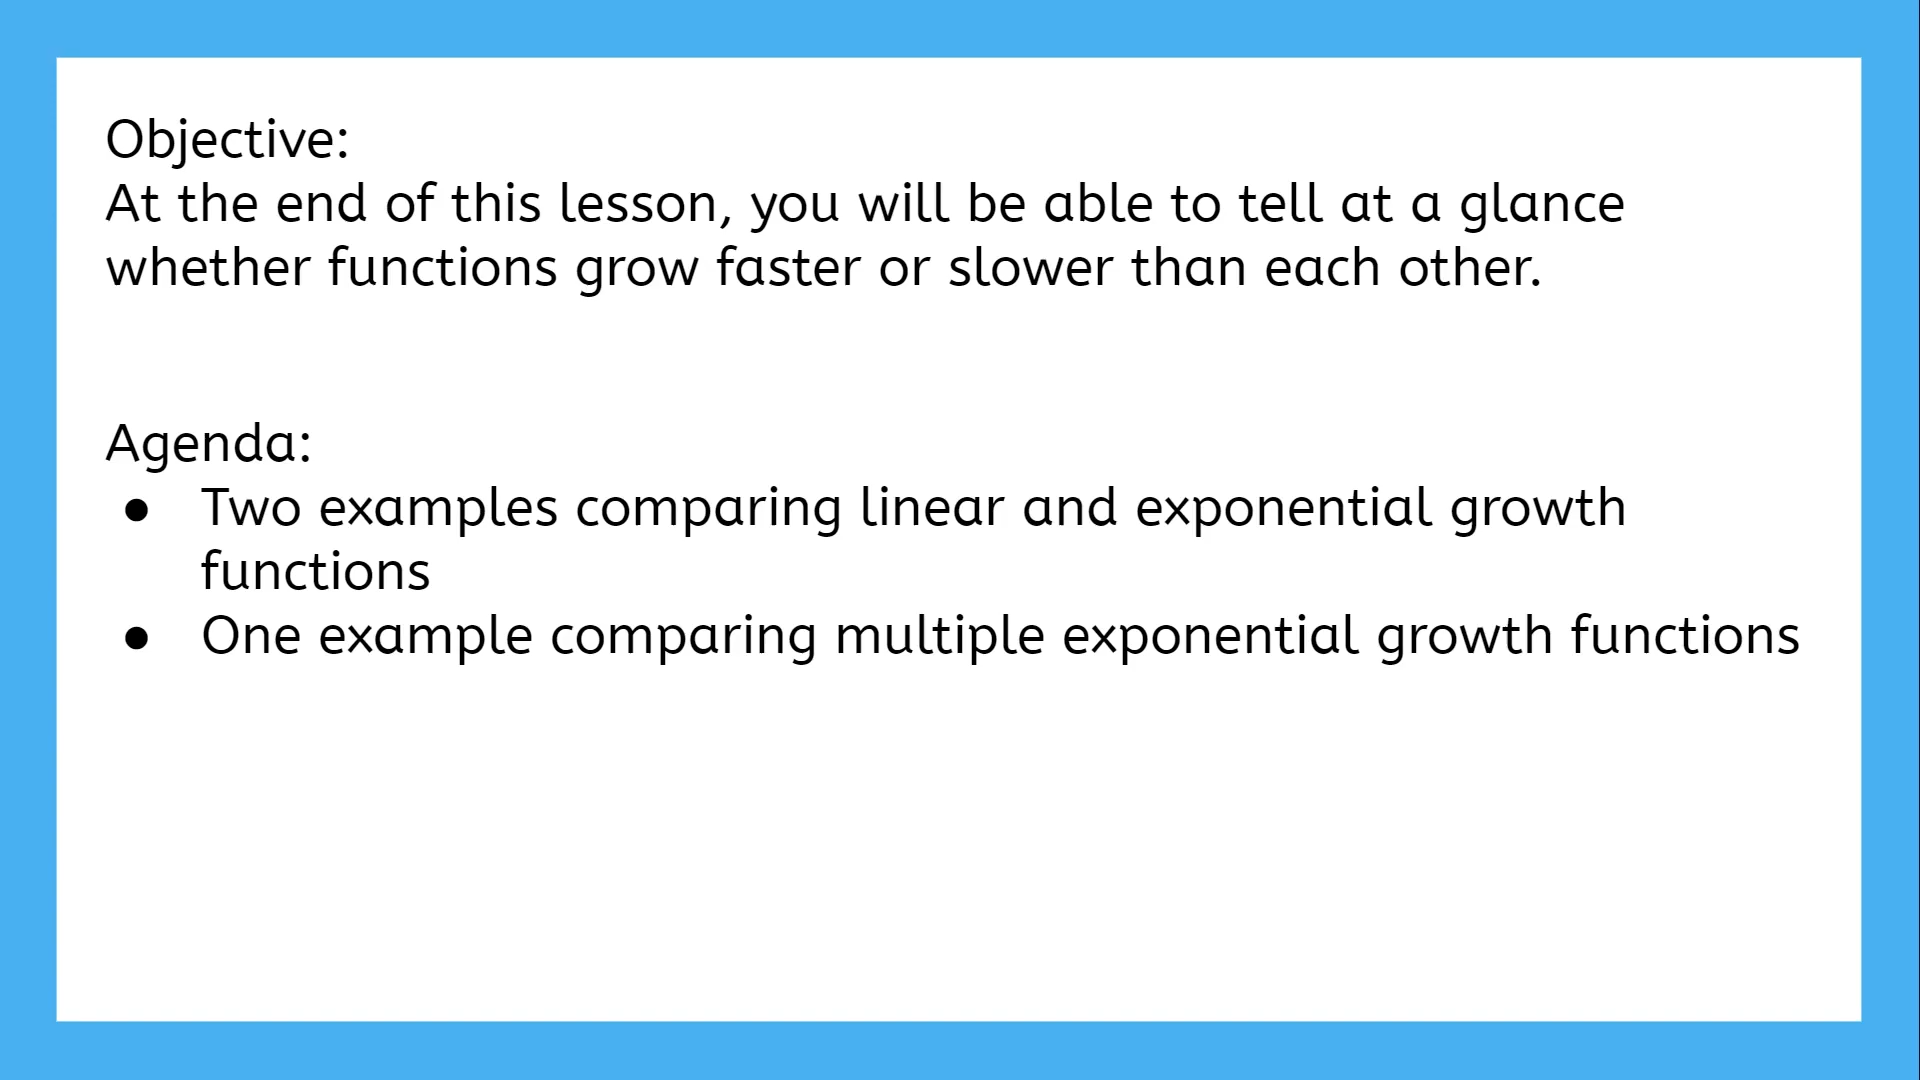 Objective:
At the end of this lesson, you will be able to tell at a glance
whether functions grow faster or slower than each other.
Agenda:
● Two examples comparing linear and exponential growth
functions
● One example comparing multiple exponential growth functions